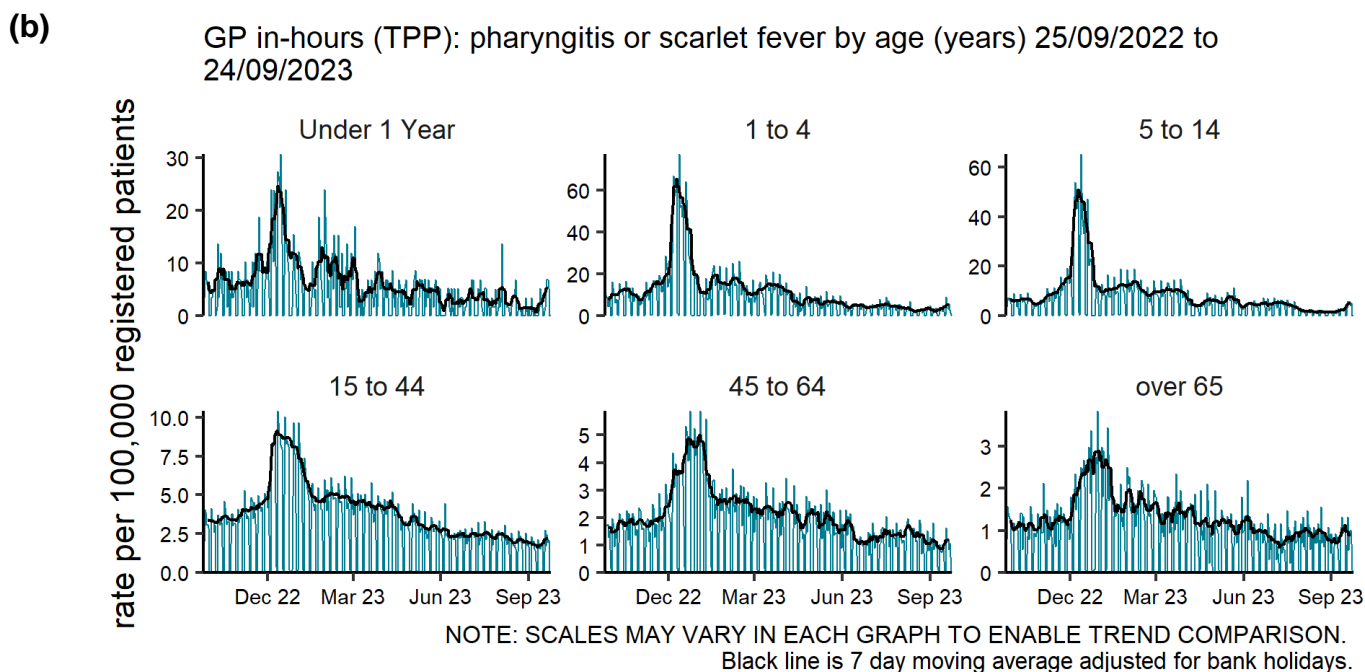 (b)
GP in-hours (TPP): pharyngitis or scarlet fever by age (years) 25/09/2022 to
24/09/2023
rate per 100,000 registered patients
Under 1 Year
30
20
10
0
1 to 4
60
40
20
0
5 to 14
60
40
20
0
15 to 44
10.0
7.5
5.0
2.5
0.0
Dec 22 Mar 23 Jun 23 Sep 23
45 to 64
5
4
3
2
1
0
Dec 22 Mar 23 Jun 23 Sep 23
over 65
3
2
1
0
Dec 22 Mar 23 Jun 23 Sep 23
NOTE: SCALES MAY VARY IN EACH GRAPH TO ENABLE TREND COMPARISON.
Black line is 7 day moving average adjusted for bank holidays.